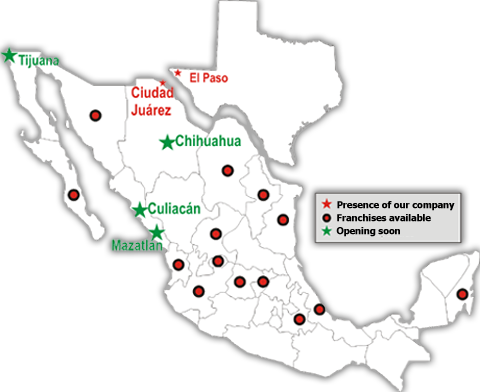 Tijuana
El Paso
Ciudad
Juárez
Chihuahua
Culiacán
Mazatlán
Presence of our company
Franchises available
Opening soon